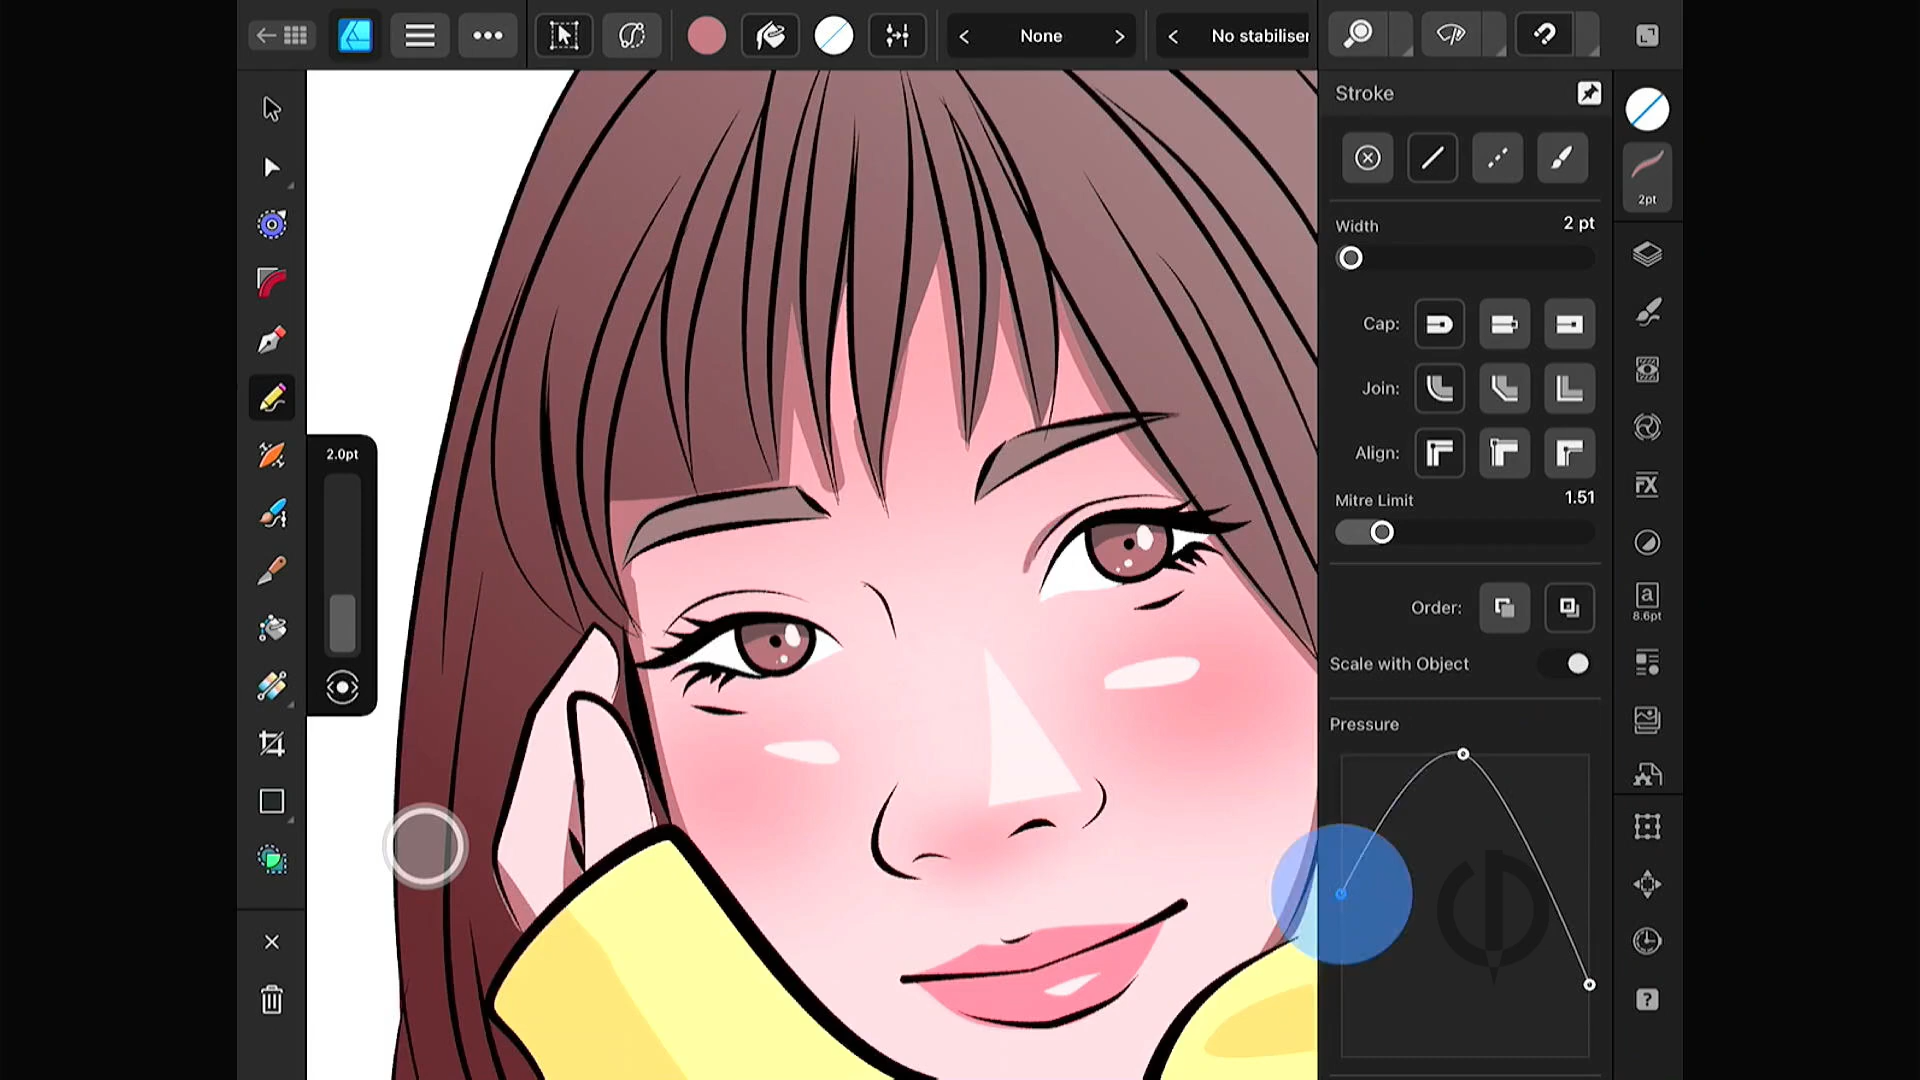 None
No stabiliser
Stroke
2pt
Width
2 pt
Cap:
Join:
Align:
2.0pt
Mitre Limit
1.51
FX
a
8.6pt
Order:
Scale with Object
Pressure
?